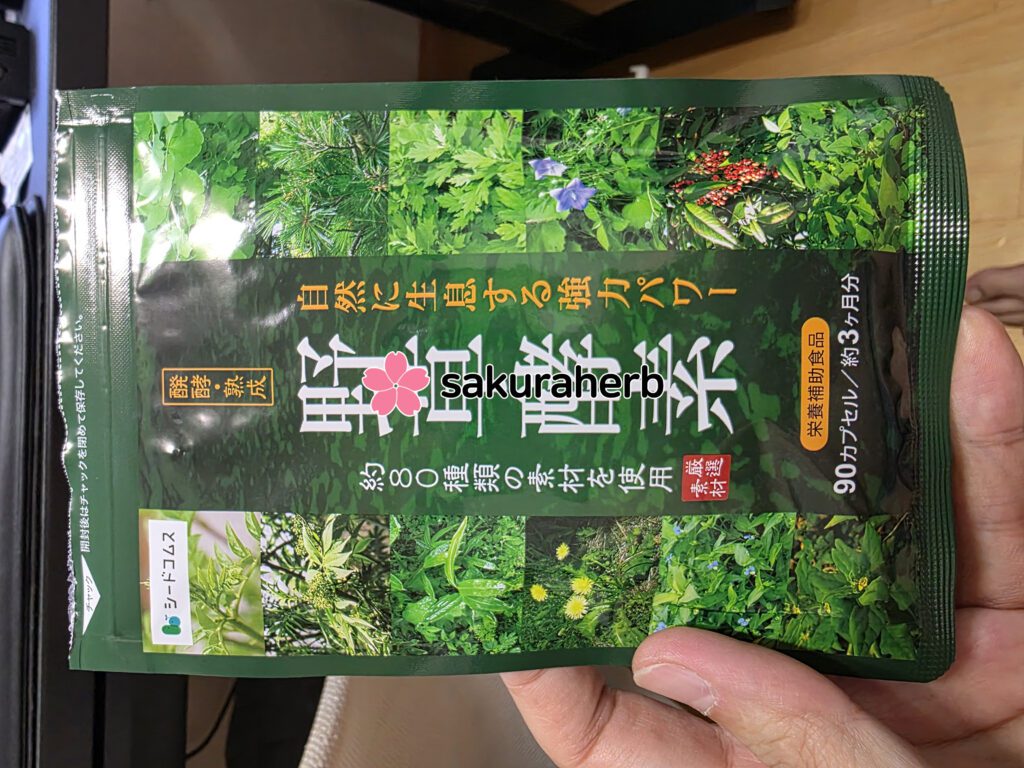 開封後はチャックを閉めて保存してください。
チャック
シードコムス
醗酵・熟成
自然に生息する強力パワー
野草酵素
約80種類の素材を使用
厳選素材
栄養補助食品
90カプセル/約3ヶ月分
sakuraherb